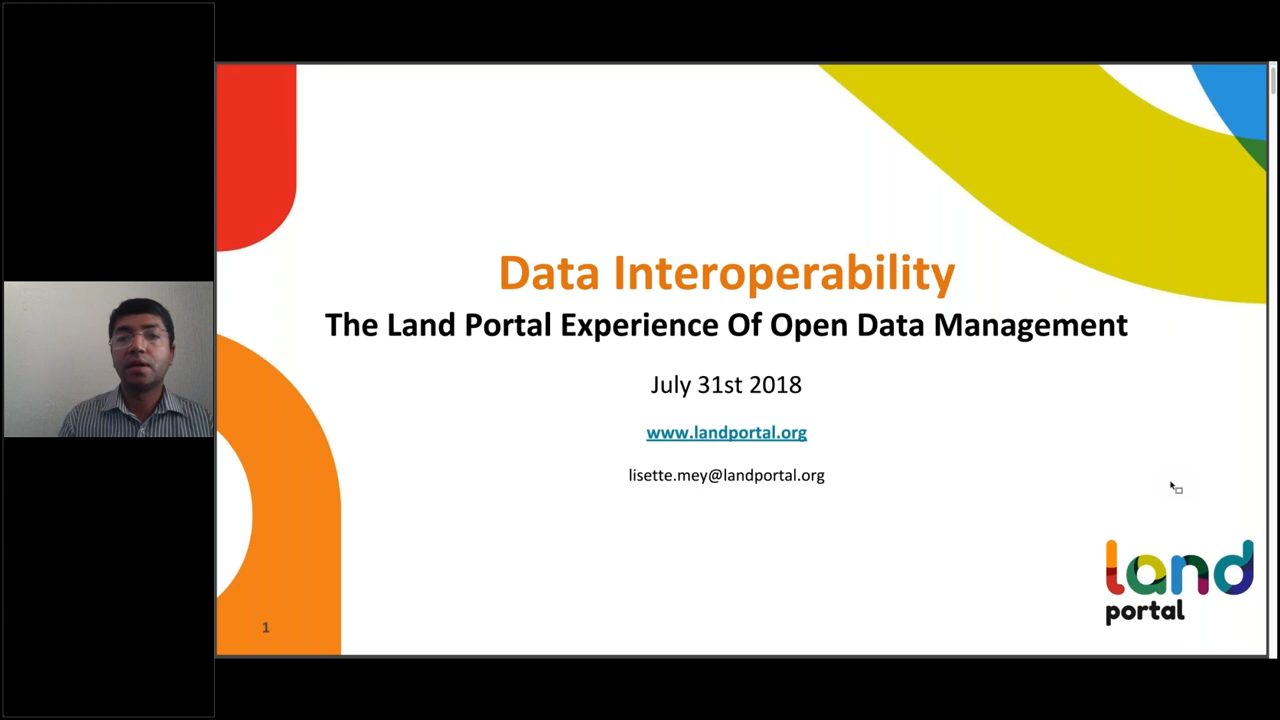 Data Interoperability
The Land Portal Experience Of Open Data Management
July 31st 2018
www.landportal.org
lisette.mey@landportal.org
land
portal
1